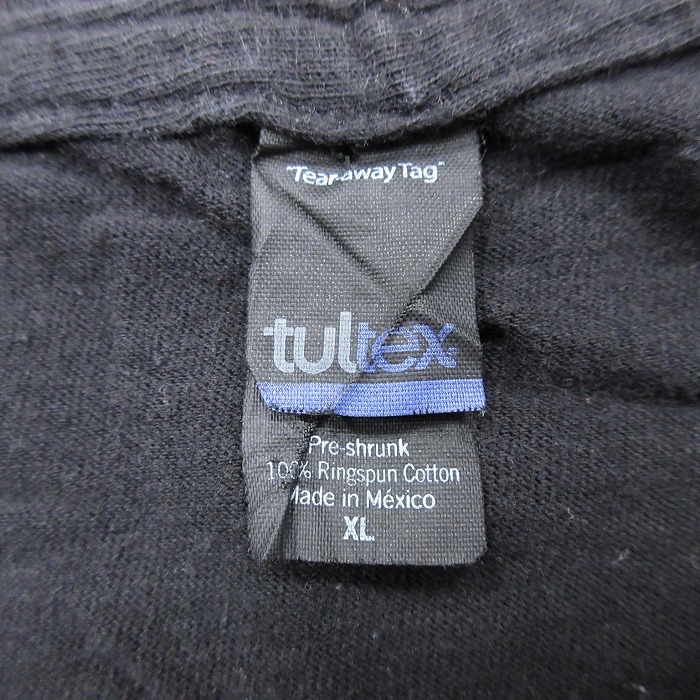 "Tearaway Tag"
tultex
Pre-shrunk
100% Ringspun Cotton
Made in México
XL